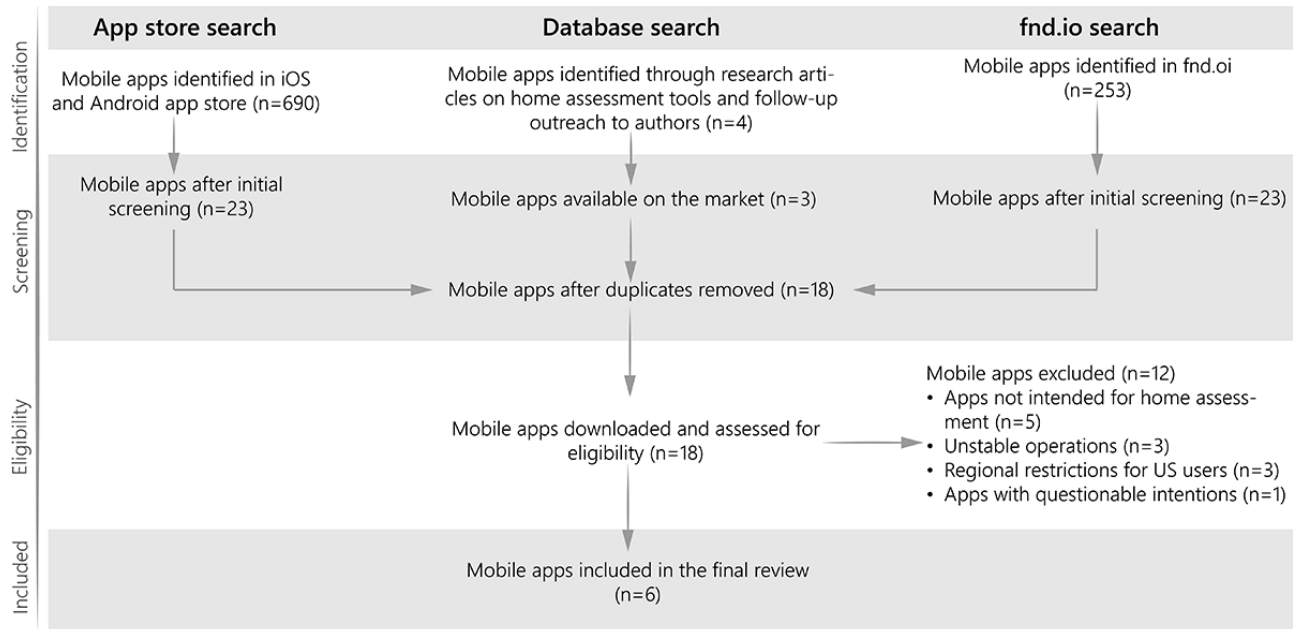 App store search
Database search
fnd.io search
Identification
Mobile apps identified in iOS
and Android app store (n=690)
Mobile apps identified through research arti-
cles on home assessment tools and follow-up
outreach to authors (n=4)
Mobile apps identified in fnd.oi
(n=253)
Screening
Mobile apps after initial
screening (n=23)
Mobile apps available on the market (n=3)
Mobile apps after initial screening (n=23)
Mobile apps after duplicates removed (n=18)
Eligibility
Mobile apps downloaded and assessed for
eligibility (n=18)
Mobile apps excluded (n=12)
• Apps not intended for home assess-
ment (n=5)
• Unstable operations (n=3)
• Regional restrictions for US users (n=3)
• Apps with questionable intentions (n=1)
Included
Mobile apps included in the final review
(n=6)